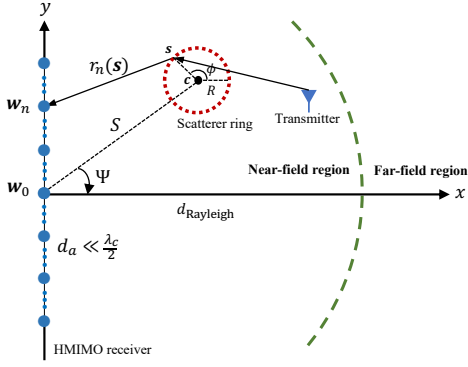 y
r_n(s)
s
ϕ
c
R
w_n
S
Scatterer ring
Transmitter
Ψ
Near-field region
Far-field region
w_0
x
d_Rayleigh
d_a ≪ λ_c/2
HMIMO receiver